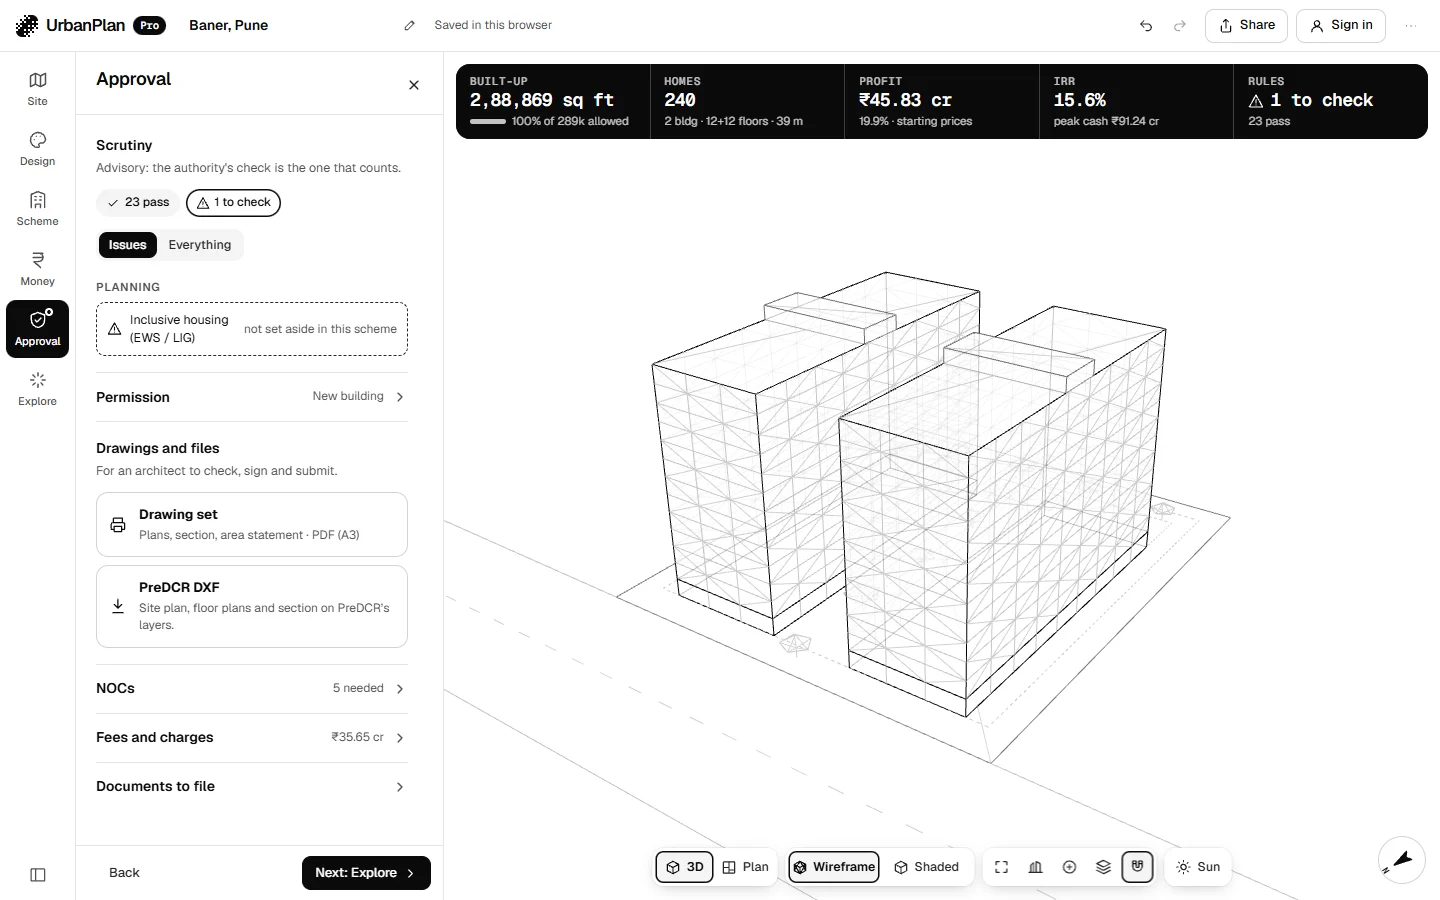 UrbanPlan Pro
Baner, Pune
Saved in this browser
Share
Sign in
Site
Design
Scheme
Money
Approval
Explore
Approval
Scrutiny
Advisory: the authority's check is the one that counts.
23 pass
1 to check
Issues
Everything
PLANNING
Inclusive housing
(EWS / LIG)
not set aside in this scheme
Permission
New building
Drawings and files
For an architect to check, sign and submit.
Drawing set
Plans, section, area statement · PDF (A3)
PreDCR DXF
Site plan, floor plans and section on PreDCR's
layers.
NOCs
5 needed
Fees and charges
₹35.65 cr
Documents to file
Back
Next: Explore
BUILT-UP
2,88,869 sq ft
100% of 289k allowed
HOMES
240
2 bldg · 12+12 floors · 39 m
PROFIT
₹45.83 cr
19.9% · starting prices
IRR
15.6%
peak cash ₹91.24 cr
RULES
1 to check
23 pass
3D
Plan
Wireframe
Shaded
Sun
N